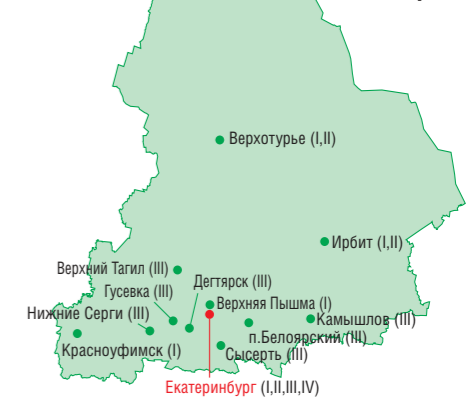 Верхотурье (I,II)
Ирбит (I,II)
Верхний Тагил (III)
Дегтярск (III)
Гусевка (III)
Верхняя Пышма (I)
Нижние Серги (III)
Камышлов (III)
п.Белоярский (III)
Красноуфимск (I)
Сысерть (III)
Екатеринбург (I,II,III,IV)